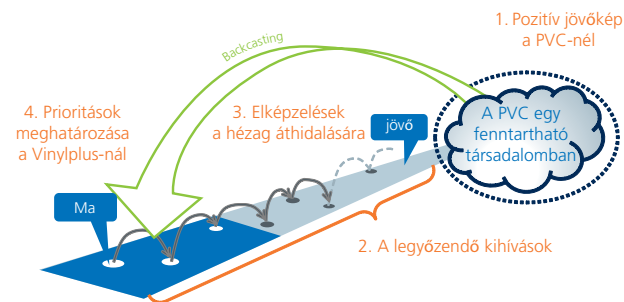 1. Pozitív jövőkép
a PVC-nél
Backcasting
4. Prioritások
meghatározása
a Vinylplus-nál
3. Elképzelések
a hézag áthidalására
jövő
A PVC egy
fenntartható
társadalomban
Ma
2. A legyőzendő kihívások